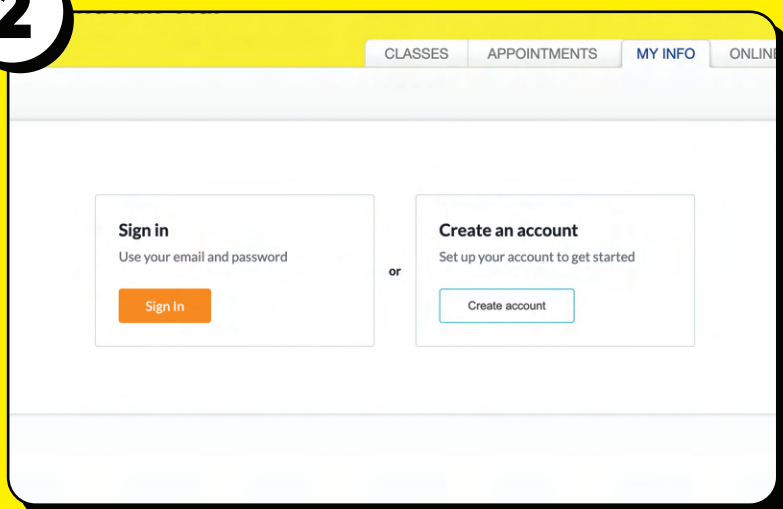 2
CLASSES APPOINTMENTS MY INFO ONLINE
Sign in
Use your email and password
Sign In
or
Create an account
Set up your account to get started
Create account